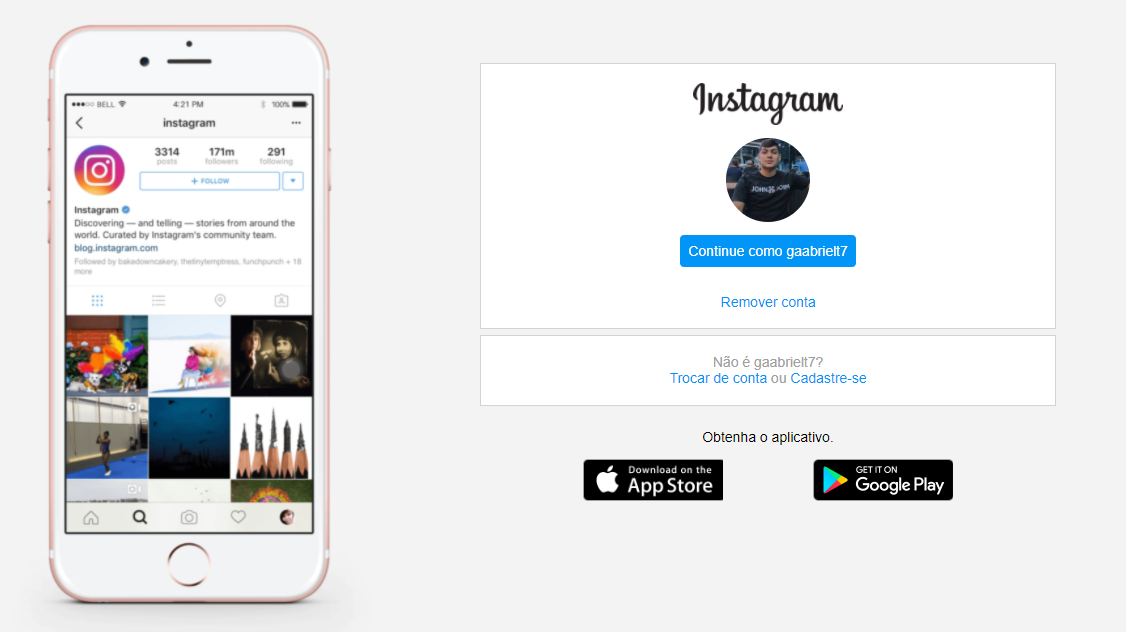 BELL
4:21 PM
100%
instagram
3314
posts
171m
followers
291
following
+ FOLLOW
Instagram
Discovering — and telling — stories from around the
world. Curated by Instagram's community team.
blog.instagram.com
Followed by bakedowncakery, thetinytemptress, funchpunch + 18
more
Instagram
JOHN JOHN
Continue como gaabrielt7
Remover conta
Não é gaabrielt7?
Trocar de conta ou Cadastre-se
Obtenha o aplicativo.
Download on the
App Store
GET IT ON
Google Play